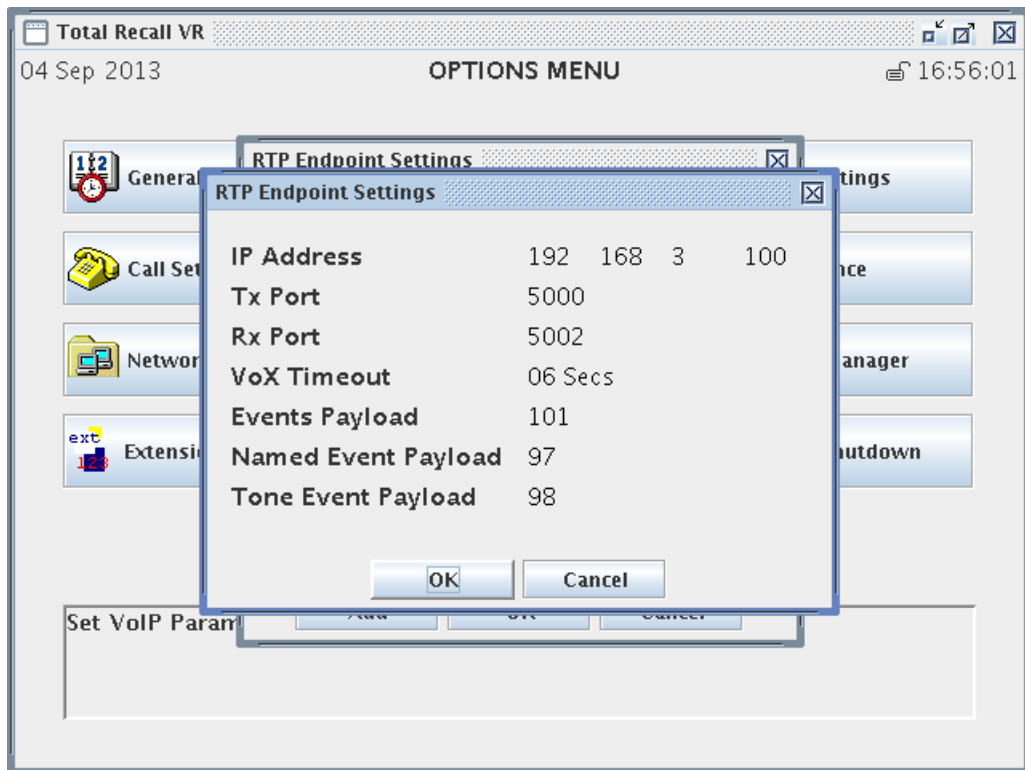 Total Recall VR
04 Sep 2013 OPTIONS MENU 16:56:01
RTP Endpoint Settings
General
tings
RTP Endpoint Settings
IP Address 192 168 3 100
Call Set
nce
Tx Port 5000
Rx Port 5002
Networ
anager
VoX Timeout 06 Secs
Events Payload 101
ext
123
Extensi
utdown
Named Event Payload 97
Tone Event Payload 98
OK Cancel
Set VoIP Param